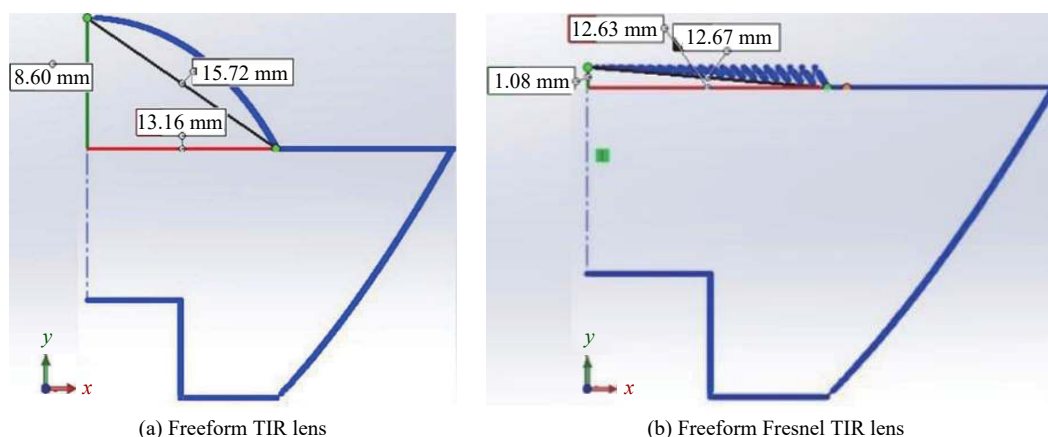 8.60 mm
15.72 mm
13.16 mm
y
x
(a) Freeform TIR lens
12.63 mm
12.67 mm
1.08 mm
y
x
(b) Freeform Fresnel TIR lens